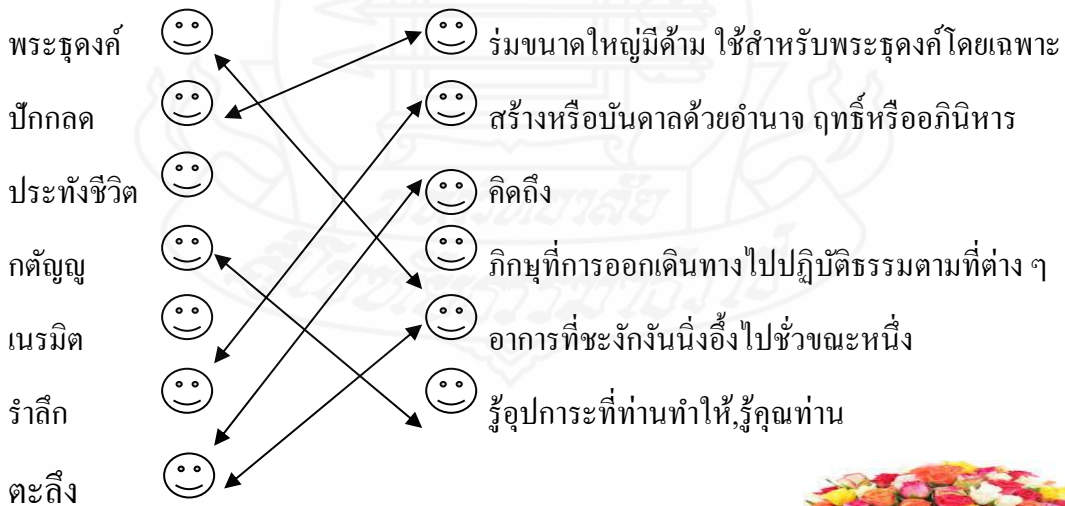 พระธุดงค์ ร่มขนาดใหญ่มีด้าม ใช้สำหรับพระธุดงค์โดยเฉพาะ
ปักกลด สร้างหรือบันดาลด้วยอำนาจ ฤทธิ์หรืออภินิหาร
ประทังชีวิต คิดถึง
กตัญญู ภิกษุที่การออกเดินทางไปปฏิบัติธรรมตามที่ต่าง ๆ
เนรมิต อาการที่ชะงักงันนิ่งอึ้งไปชั่วขณะหนึ่ง
รำลึก รู้อุปการะที่ท่านทำให้,รู้คุณท่าน
ตะลึง